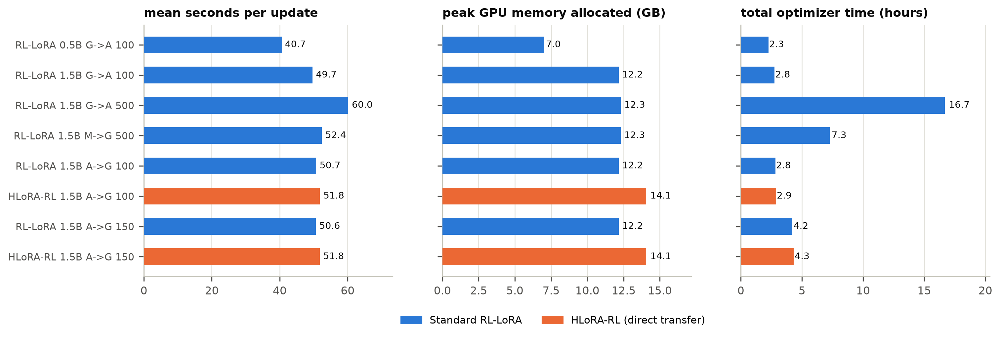 mean seconds per update
peak GPU memory allocated (GB)
total optimizer time (hours)
RL-LoRA 0.5B G->A 100 40.7 7.0 2.3
RL-LoRA 1.5B G->A 100 49.7 12.2 2.8
RL-LoRA 1.5B G->A 500 60.0 12.3 16.7
RL-LoRA 1.5B M->G 500 52.4 12.3 7.3
RL-LoRA 1.5B A->G 100 50.7 12.2 2.8
HLoRA-RL 1.5B A->G 100 51.8 14.1 2.9
RL-LoRA 1.5B A->G 150 50.6 12.2 4.2
HLoRA-RL 1.5B A->G 150 51.8 14.1 4.3
0 20 40 60
0.0 2.5 5.0 7.5 10.0 12.5 15.0
0 5 10 15 20
Standard RL-LoRA
HLoRA-RL (direct transfer)